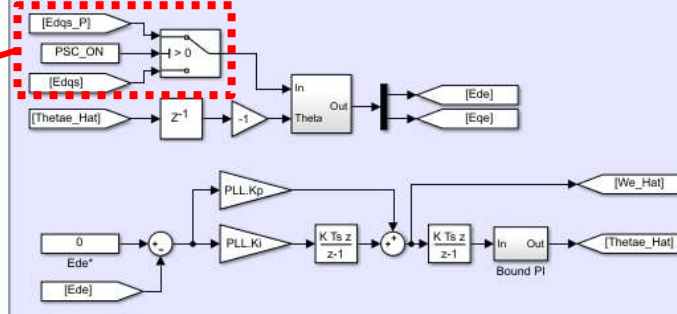 [Edqs_P]
PSC_ON
> 0
[Edqs]
[Thetae_Hat]
Z-1
-1
In
Theta
Out
[Ede]
[Eqe]
0
Ede*
[Ede]
PLL.Kp
PLL.Ki
K Ts z
z-1
K Ts z
z-1
In Out
Bound PI
[We_Hat]
[Thetae_Hat]